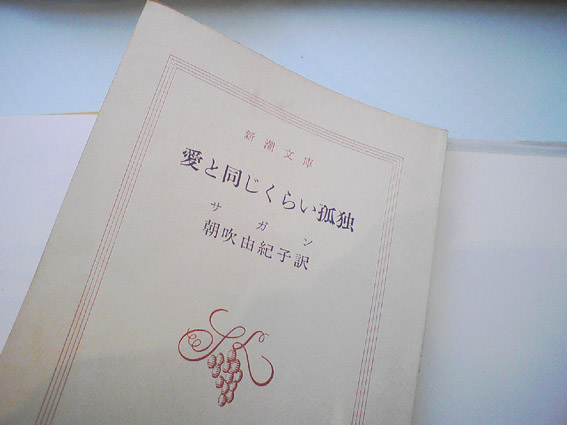 新潮文庫
愛と同じくらい孤独
サガン
朝吹由紀子訳